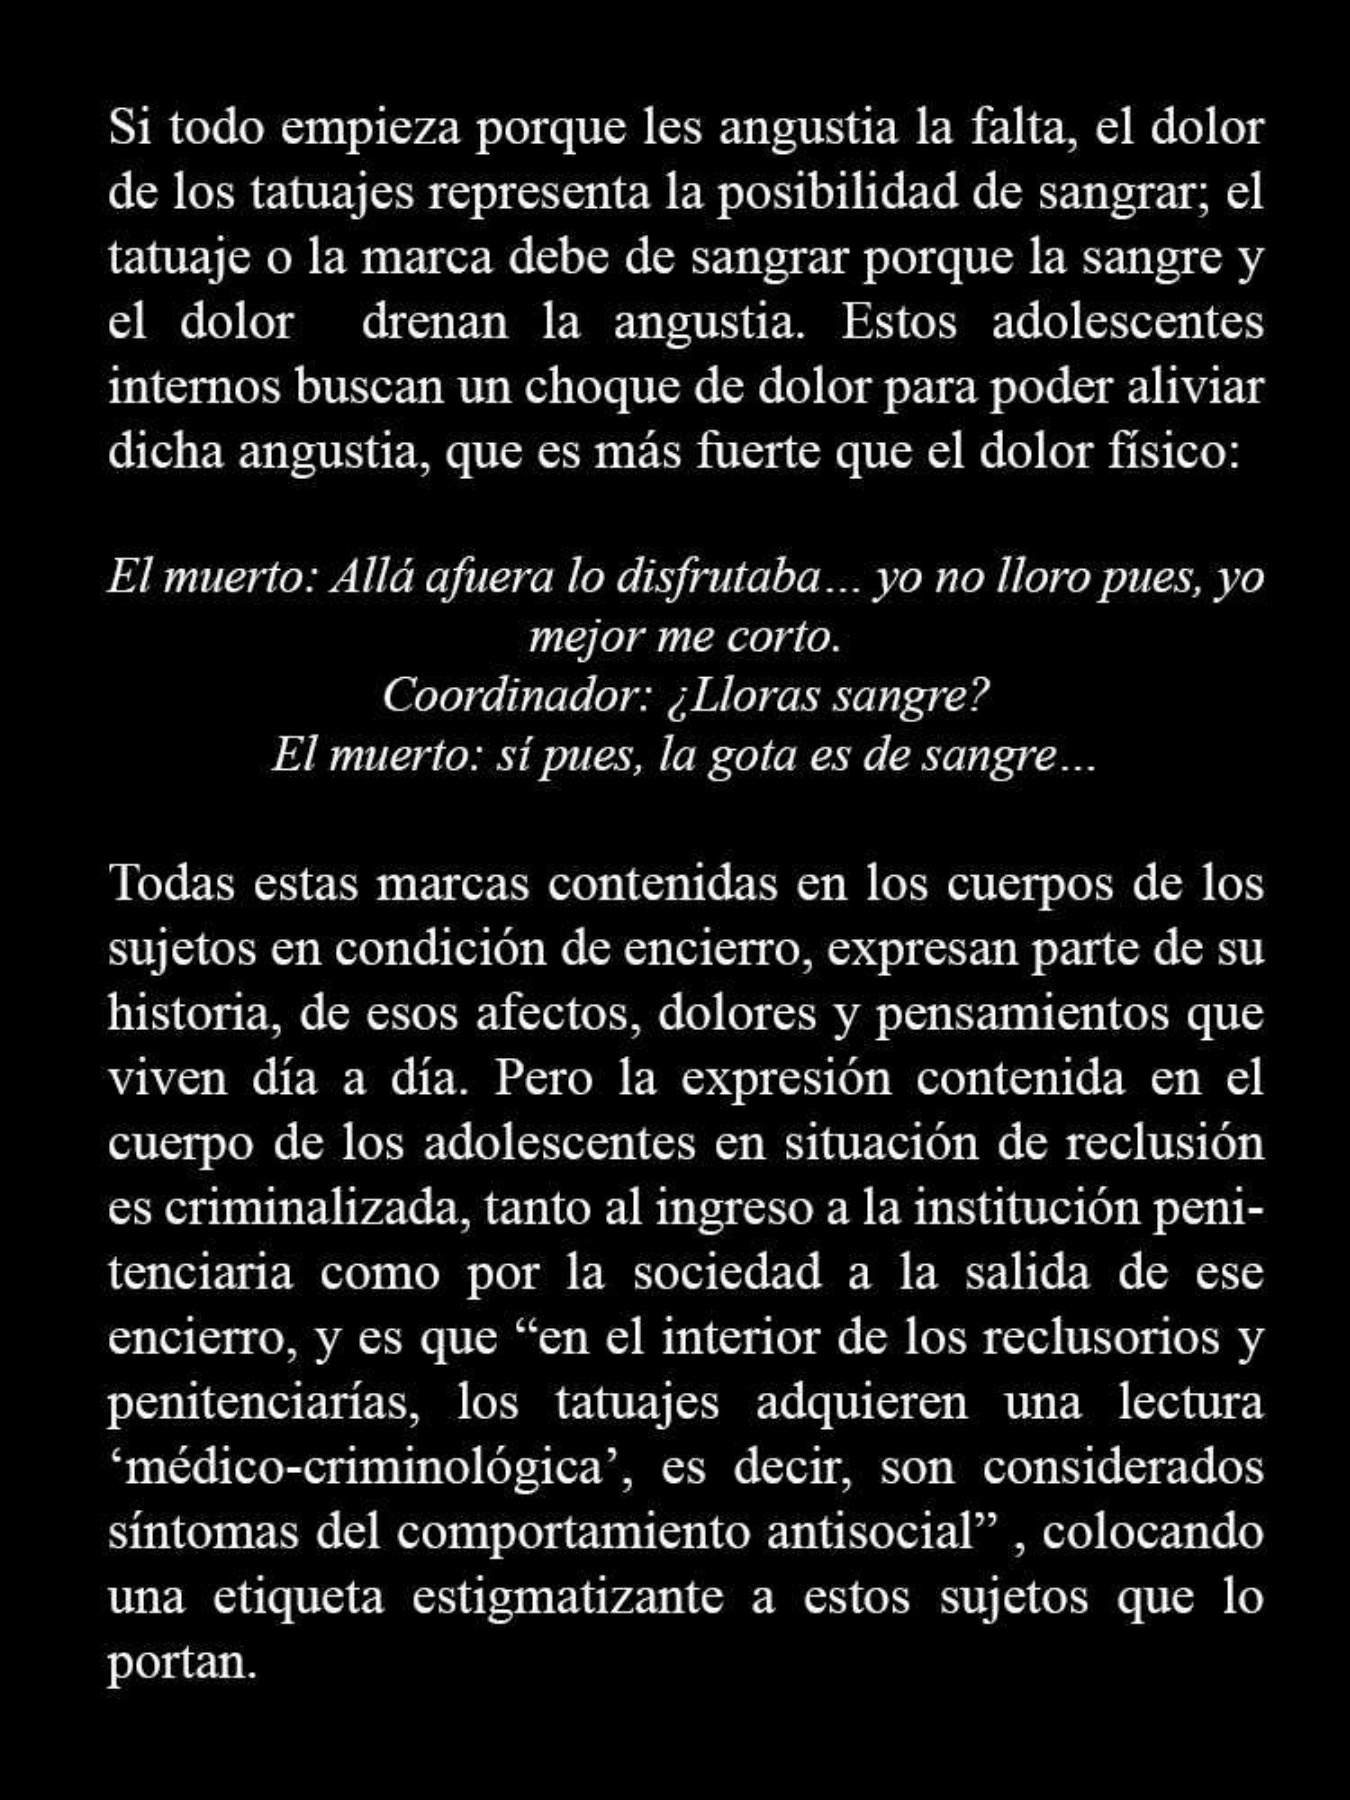 Si todo empieza porque les angustia la falta, el dolor
de los tatuajes representa la posibilidad de sangrar; el
tatuaje o la marca debe de sangrar porque la sangre y
el dolor drenan la angustia. Estos adolescentes
internos buscan un choque de dolor para poder aliviar
dicha angustia, que es más fuerte que el dolor físico:
El muerto: Allá afuera lo disfrutaba... yo no lloro pues, yo
mejor me corto.
Coordinador: ¿Lloras sangre?
El muerto: sí pues, la gota es de sangre...
Todas estas marcas contenidas en los cuerpos de los
sujetos en condición de encierro, expresan parte de su
historia, de esos afectos, dolores y pensamientos que
viven día a día. Pero la expresión contenida en el
cuerpo de los adolescentes en situación de reclusión
es criminalizada, tanto al ingreso a la institución peni-
tenciaria como por la sociedad a la salida de ese
encierro, y es que “en el interior de los reclusorios y
penitenciarías, los tatuajes adquieren una lectura
‘médico-criminológica’, es decir, son considerados
síntomas del comportamiento antisocial” , colocando
una etiqueta estigmatizante a estos sujetos que lo
portan.